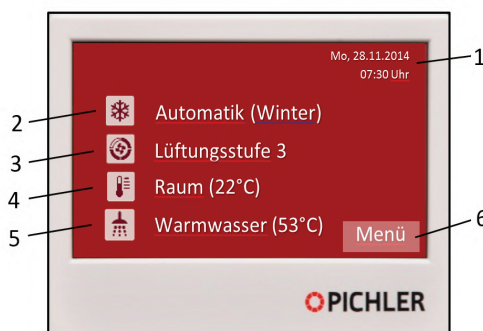 Mo, 28.11.2014
07:30 Uhr
1
2
Automatik (Winter)
3
Lüftungsstufe 3
4
Raum (22°C)
5
Warmwasser (53°C)
6
Menü
PICHLER